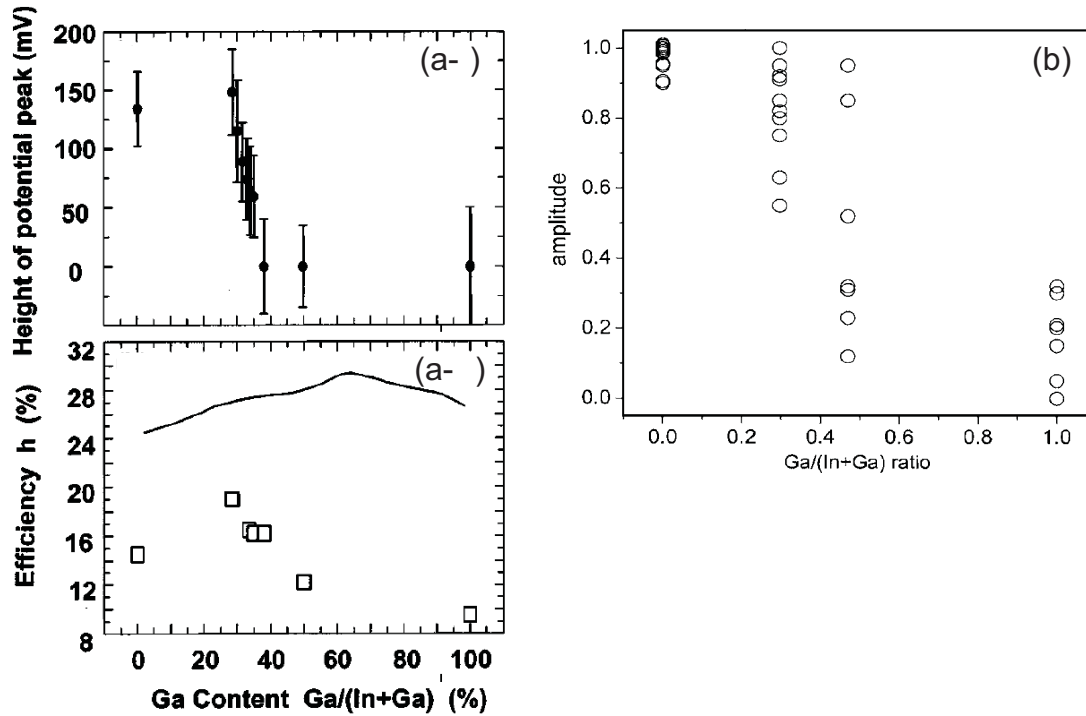 Height of potential peak (mV)
200
150
100
50
0
(a- )
Efficiency h (%)
32
28
24
20
16
12
8
(a- )
0 20 40 60 80 100
Ga Content Ga/(In+Ga) (%)
amplitude
1.0
0.8
0.6
0.4
0.2
0.0
(b)
0.0 0.2 0.4 0.6 0.8 1.0
Ga/(In+Ga) ratio